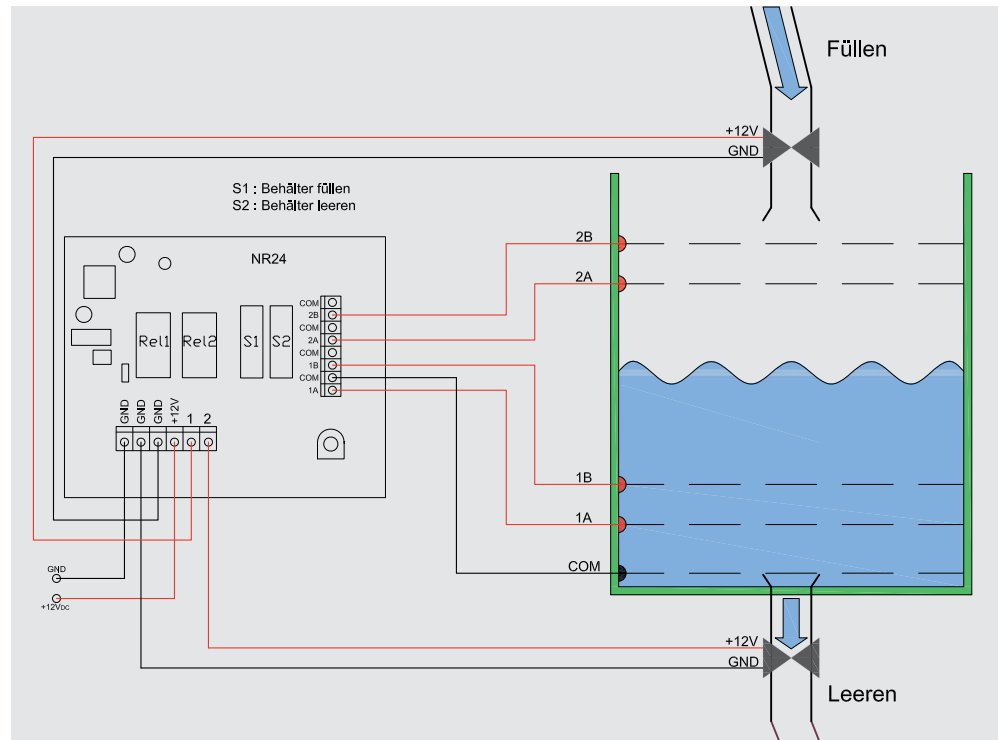 Füllen
+12V
GND
S1 : Behälter füllen
S2 : Behälter leeren
NR24
Rel1 Rel2 S1 S2
COM
2B
COM
2A
COM
1B
COM
1A
2B
2A
1B
1A
COM
GND GND GND +12V 1 2
GND
+12VDC
+12V
GND
Leeren